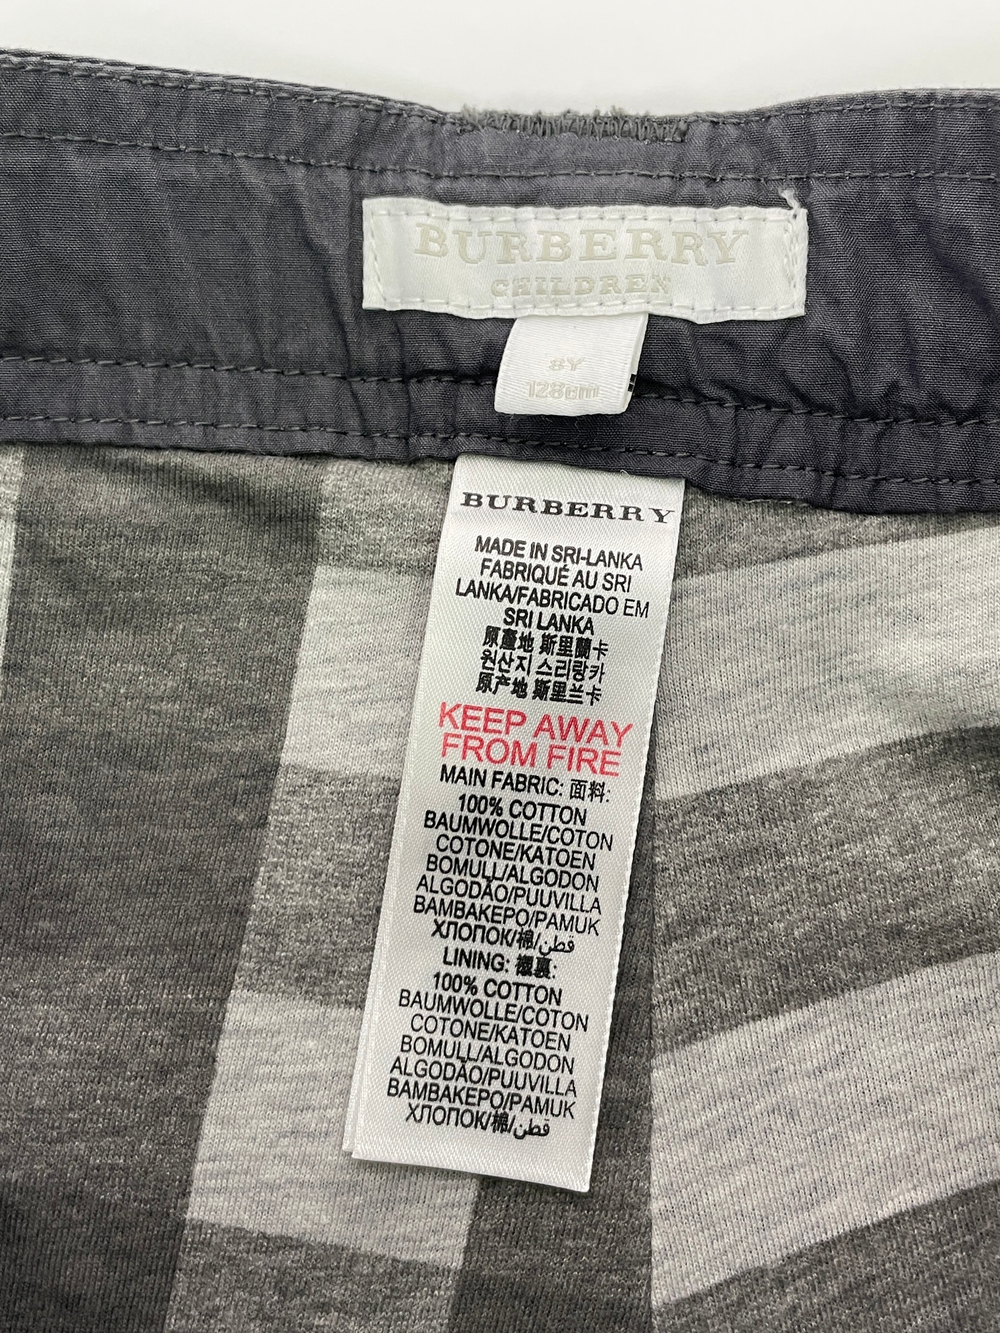 BURBERRY
CHILDREN
8Y
128cm
BURBERRY
MADE IN SRI-LANKA
FABRIQUÉ AU SRI
LANKA/FABRICADO EM
SRI LANKA
原產地 斯里蘭卡
원산지 스리랑카
原产地 斯里兰卡
KEEP AWAY
FROM FIRE
MAIN FABRIC: 面料:
100% COTTON
BAUMWOLLE/COTON
COTONE/KATOEN
BOMULL/ALGODON
ALGODÃO/PUUVILLA
ΒΑΜΒΑΚΕΡΟ/PAMUK
ХЛОПОК/棉/قطن
LINING: 襯裏:
100% COTTON
BAUMWOLLE/COTON
COTONE/KATOEN
BOMULL/ALGODON
ALGODÃO/PUUVILLA
ΒΑΜΒΑΚΕΡΟ/PAMUK
ХЛОПОК/棉/قطن